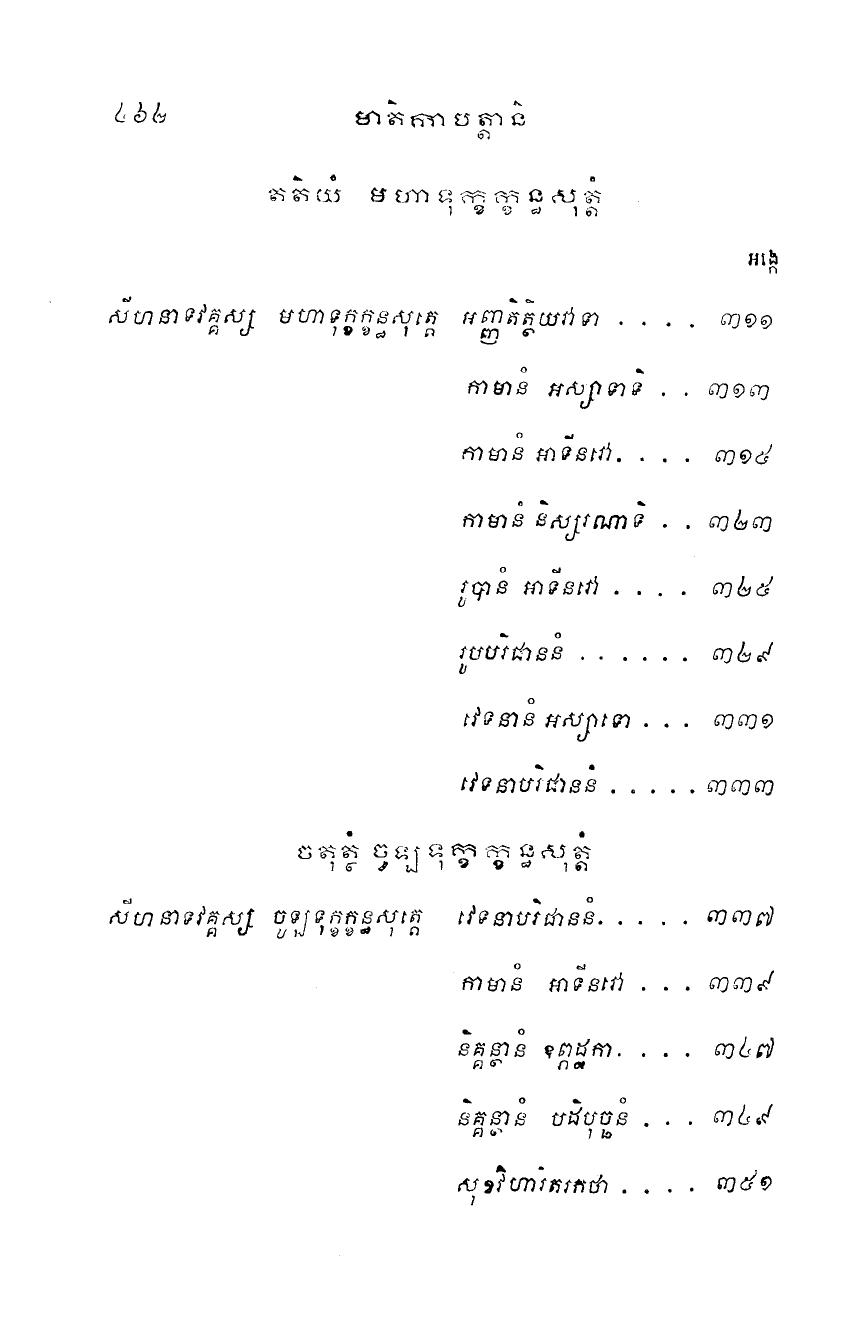 ៤៦២ មាតិកាបត្តានំ
តតិយំ មហាទុក្ខក្ខន្ធសុត្តំ
អង្កេ
សីហនាទវគ្គស្ស មហាទុក្ខក្ខន្ធសុត្តេ អញ្ញតិត្ថិយវាទា . . . . ៣១១
កាមានំ អស្សាទាទិ . . ៣១៣
កាមានំ អាទីនវោ. . . . ៣១៤
កាមានំ និស្សរណាទិ . . ៣២៣
រូបានំ អាទីនវោ . . . . ៣២៥
រូបបរិជាននំ . . . . . . ៣២៩
វេទនានំ អស្សាទោ . . . ៣៣១
វេទនាបរិជាននំ . . . . . ៣៣៣
ចតុត្ថំ ចូឡទុក្ខក្ខន្ធសុត្តំ
សីហនាទវគ្គស្ស ចូឡទុក្ខក្ខន្ធសុត្តេ វេទនាបរិជាននំ. . . . . ៣៣៧
កាមានំ អាទីនវោ . . . ៣៣៩
និគ្គន្ថានំ ឧព្ភដ្ឋកា. . . . ៣៤៧
និគ្គន្ថានំ បដិបុច្ឆនំ . . . ៣៤៩
សុខវិហារិតរកថា . . . . ៣៥១